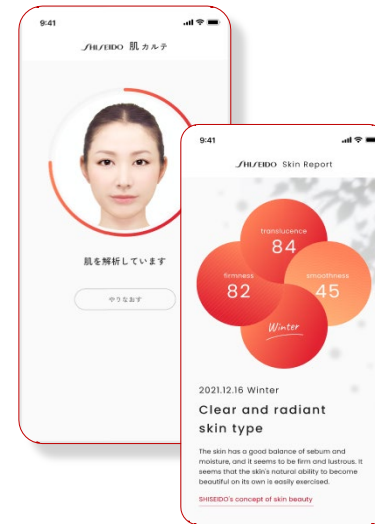 9:41
SHISEIDO 肌カルテ
肌を解析しています
やりなおす
9:41
SHISEIDO Skin Report
translucence
84
firmness
82
smoothness
45
Winter
2021.12.16 Winter
Clear and radiant
skin type
The skin has a good balance of sebum and
moisture, and it seems to be firm and lustrous. It
seems that the skin's natural ability to become
beautiful on its own is easily exercised.
SHISEIDO's concept of skin beauty